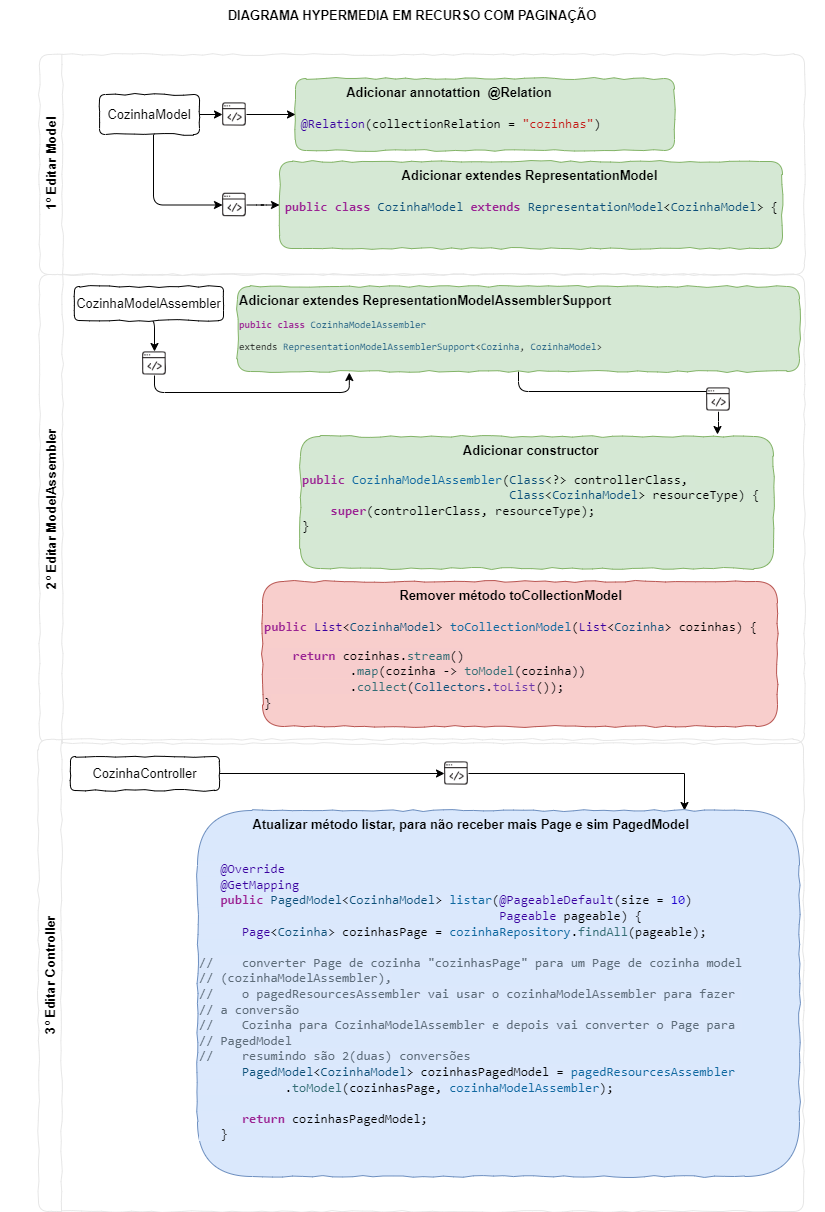 DIAGRAMA HYPERMEDIA EM RECURSO COM PAGINAÇÃO
1º Editar Model
CozinhaModel
Adicionar annotattion  @Relation
@Relation(collectionRelation = "cozinhas")
Adicionar extendes RepresentationModel
public class CozinhaModel extends RepresentationModel<CozinhaModel> {
2º Editar ModelAssembler
CozinhaModelAssembler
Adicionar extendes RepresentationModelAssemblerSupport
public class CozinhaModelAssembler
extends RepresentationModelAssemblerSupport<Cozinha, CozinhaModel>
Adicionar constructor
public CozinhaModelAssembler(Class<?> controllerClass,
Class<CozinhaModel> resourceType) {
super(controllerClass, resourceType);
}
Remover método toCollectionModel
public List<CozinhaModel> toCollectionModel(List<Cozinha> cozinhas) {
return cozinhas.stream()
.map(cozinha -> toModel(cozinha))
.collect(Collectors.toList());
}
3º Editar Controller
CozinhaController
Atualizar método listar, para não receber mais Page e sim PagedModel
@Override
@GetMapping
public PagedModel<CozinhaModel> listar(@PageableDefault(size = 10)
Pageable pageable) {
Page<Cozinha> cozinhasPage = cozinhaRepository.findAll(pageable);
//    converter Page de cozinha "cozinhasPage" para um Page de cozinha model
// (cozinhaModelAssembler),
//    o pagedResourcesAssembler vai usar o cozinhaModelAssembler para fazer
// a conversão
//    Cozinha para CozinhaModelAssembler e depois vai converter o Page para
// PagedModel
//    resumindo são 2(duas) conversões
PagedModel<CozinhaModel> cozinhasPagedModel = pagedResourcesAssembler
.toModel(cozinhasPage, cozinhaModelAssembler);
return cozinhasPagedModel;
}